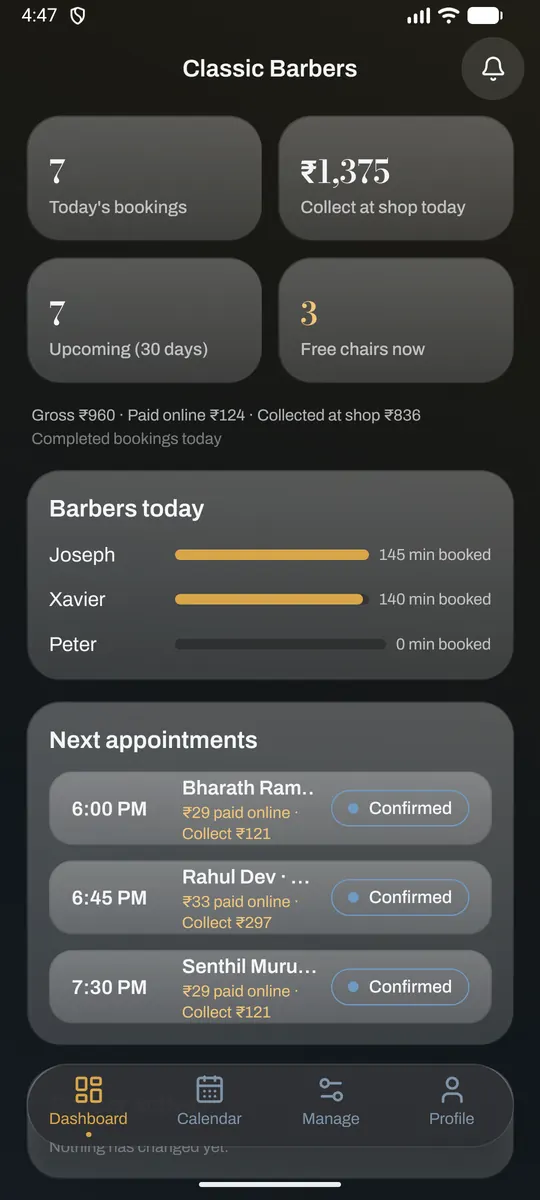 4:47
Classic Barbers
7
Today's bookings
₹1,375
Collect at shop today
7
Upcoming (30 days)
3
Free chairs now
Gross ₹960 · Paid online ₹124 · Collected at shop ₹836
Completed bookings today
Barbers today
Joseph 145 min booked
Xavier 140 min booked
Peter 0 min booked
Next appointments
6:00 PM
Bharath Ram..
₹29 paid online ·
Collect ₹121
Confirmed
6:45 PM
Rahul Dev · ...
₹33 paid online ·
Collect ₹297
Confirmed
7:30 PM
Senthil Muru...
₹29 paid online ·
Collect ₹121
Confirmed
Dashboard
Calendar
Manage
Profile
Nothing has changed yet.